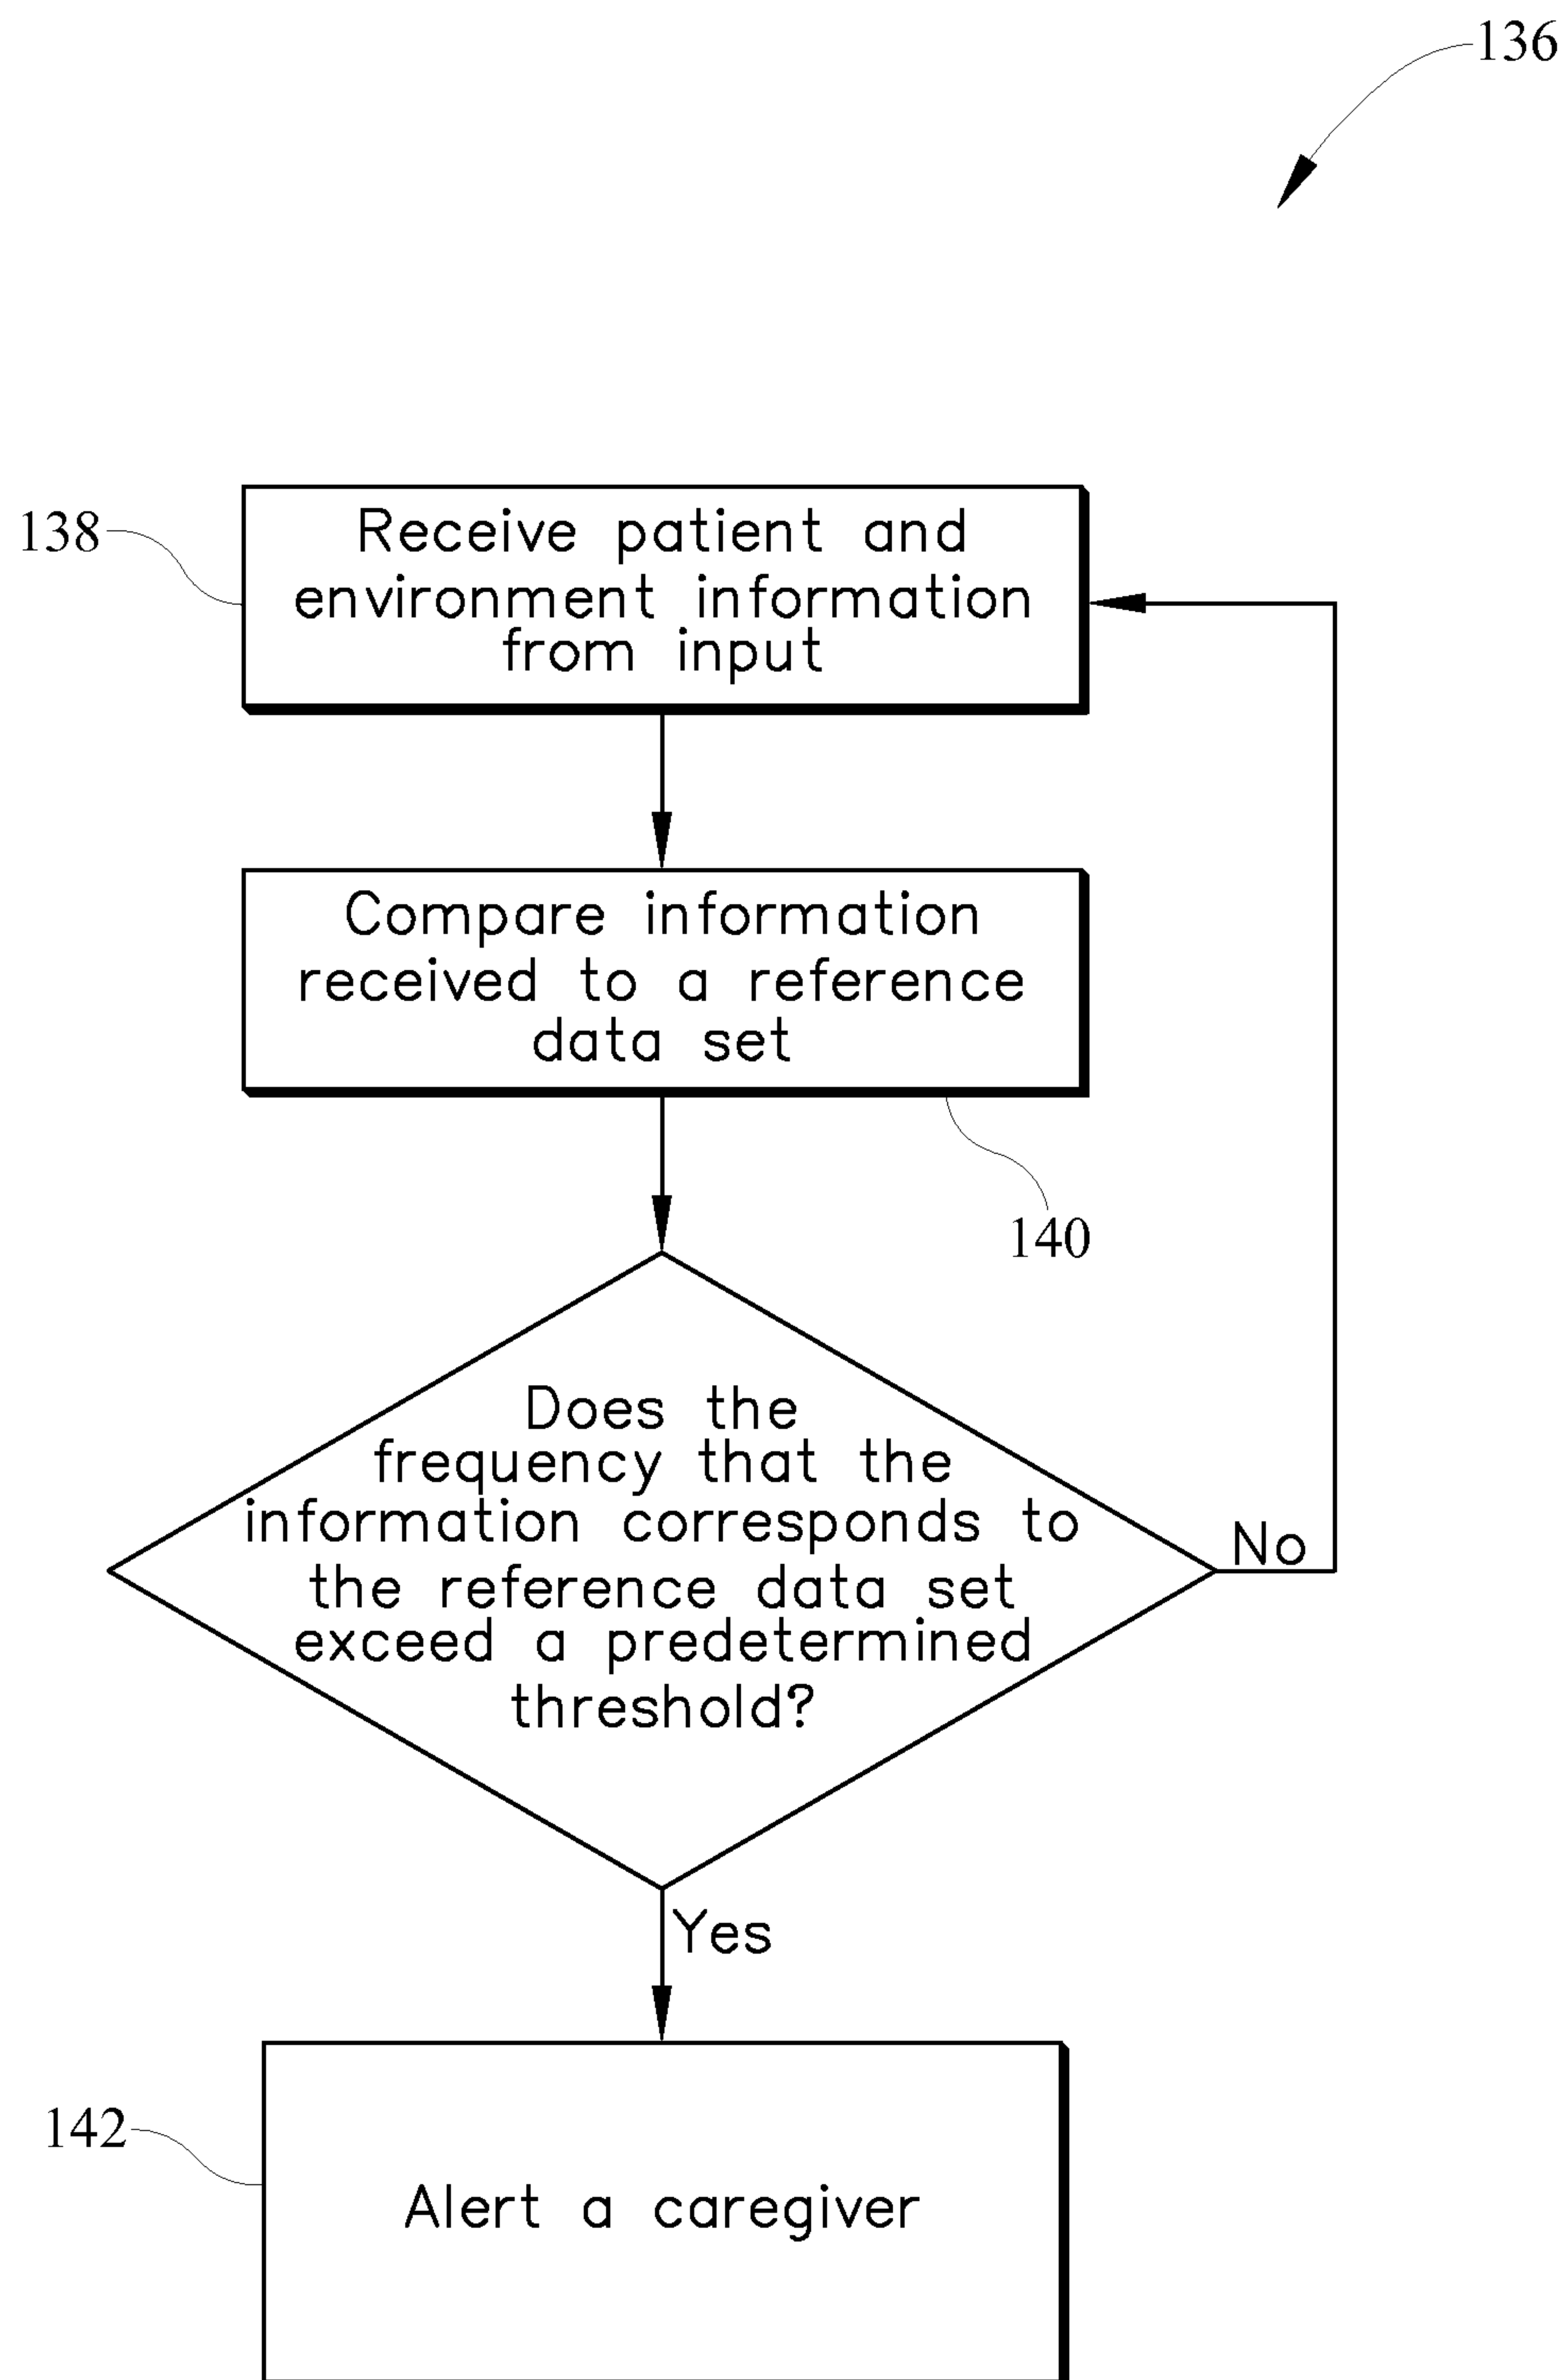 136
138
Receive patient and
environment information
from input
Compare information
received to a reference
data set
140
Does the
frequency that the
information corresponds to
the reference data set
exceed a predetermined
threshold?
No
Yes
142
Alert a caregiver